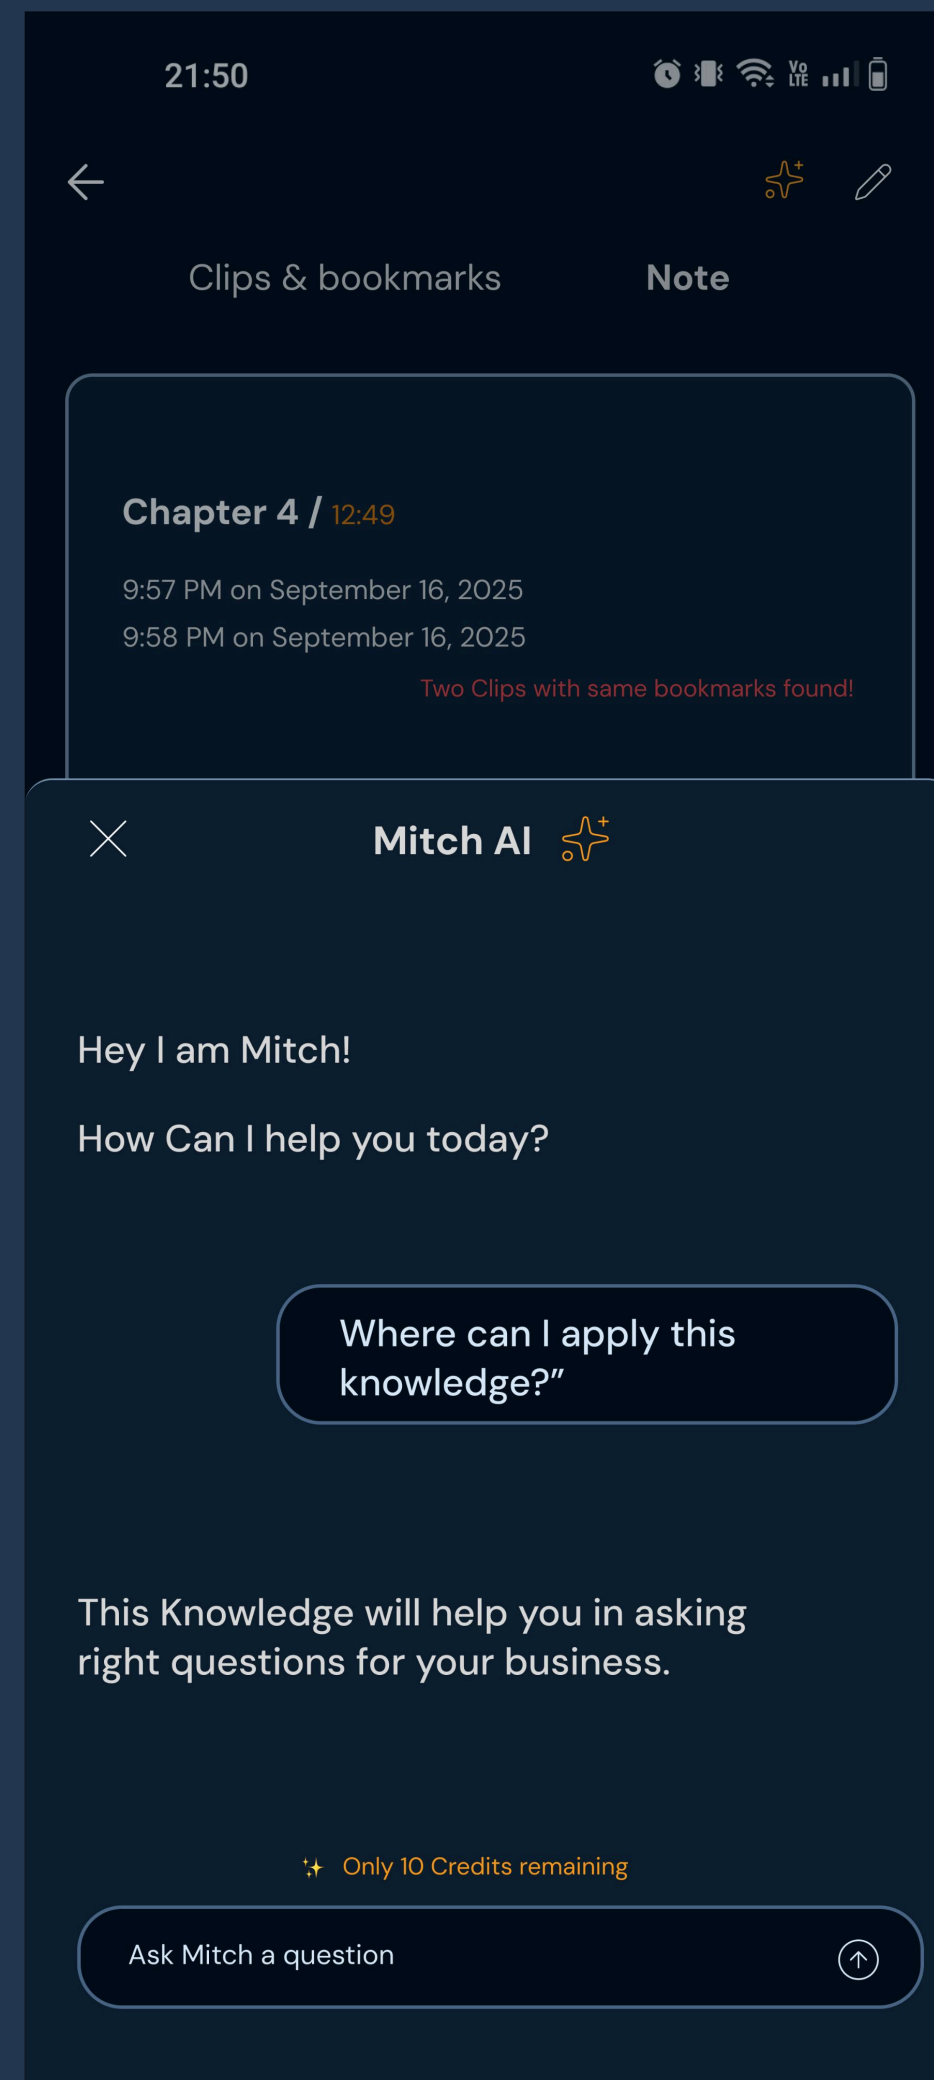 21:50
Vo LTE
Clips & bookmarks
Note
Chapter 4 / 12:49
9:57 PM on September 16, 2025
9:58 PM on September 16, 2025
Two Clips with same bookmarks found!
Mitch AI
Hey I am Mitch!
How Can I help you today?
Where can I apply this
knowledge?”
This Knowledge will help you in asking
right questions for your business.
Only 10 Credits remaining
Ask Mitch a question